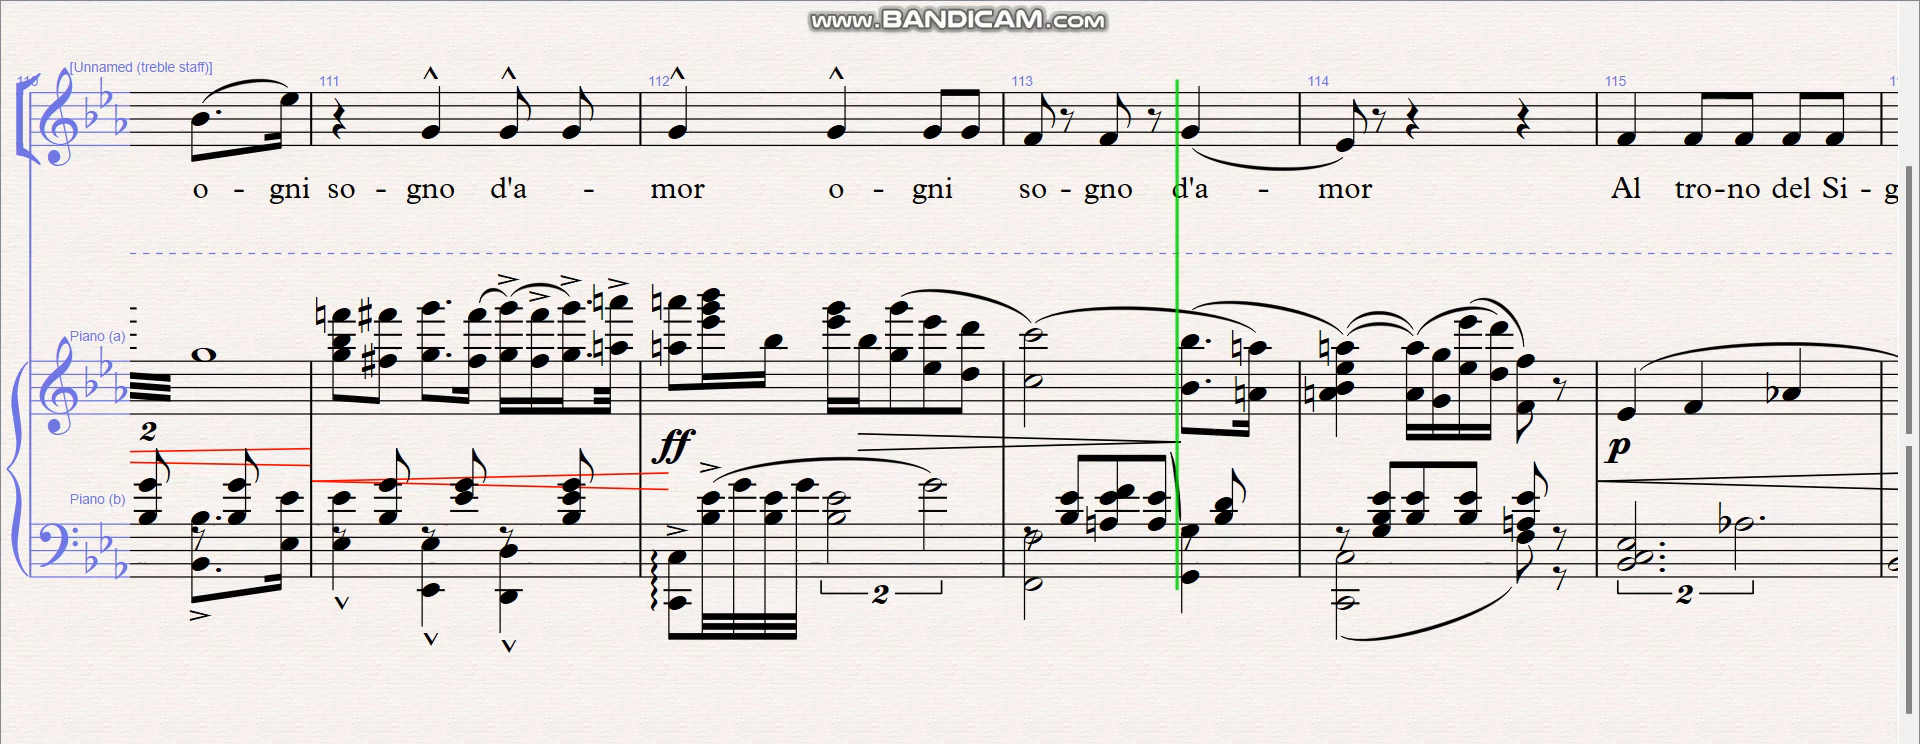 www.BANDICAM.com
[Unnamed (treble staff)]
110 111 112 113 114 115
o - gni so - gno d'a - mor o - gni so - gno d'a - mor Al tro - no del Si - g
Piano (a)
2
ff
p
Piano (b)
2 2